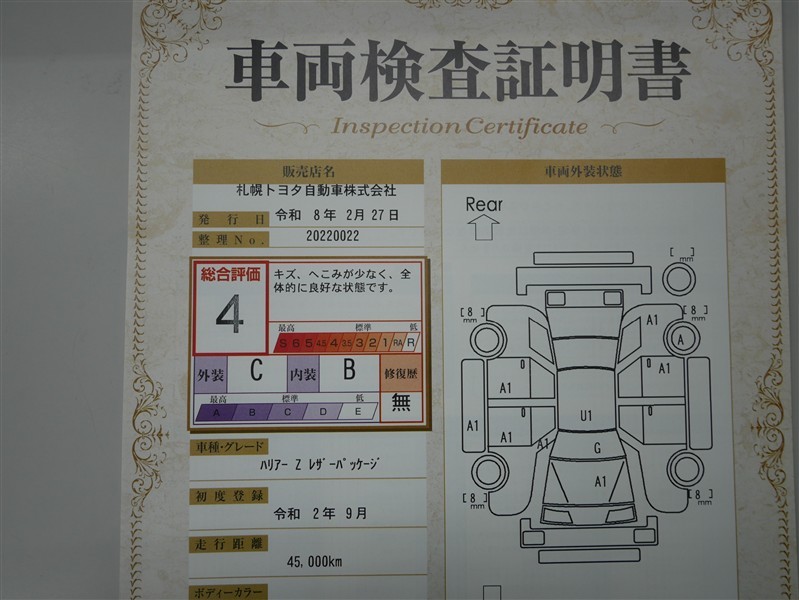 車両検査証明書
Inspection Certificate
販売店名
札幌トヨタ自動車株式会社
発行日 令和 8年 2月 27日
整理No. 20220022
総合評価
4
キズ、へこみが少なく、全
体的に良好な状態です。
最高 標準 低
S 6 5 4.5 4 3.5 3 2 1 RA R
外装 C 内装 B 修復歴
無
最高 標準 低
A B C D E
車種・グレード
ハリアー Z レザーパッケージ
初度登録
令和 2年 9月
走行距離
45,000km
ボディーカラー
車両外装状態
Rear
[ ]
mm
[8]
mm
A1
[8]
mm
A
A1
A1
A1
A1
U1
A1
A1
G
A1
[8]
mm
[8]
mm